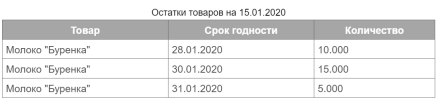 Остатки товаров на 15.01.2020
Товар Срок годности Количество
Молоко "Буренка" 28.01.2020 10.000
Молоко "Буренка" 30.01.2020 15.000
Молоко "Буренка" 31.01.2020 5.000